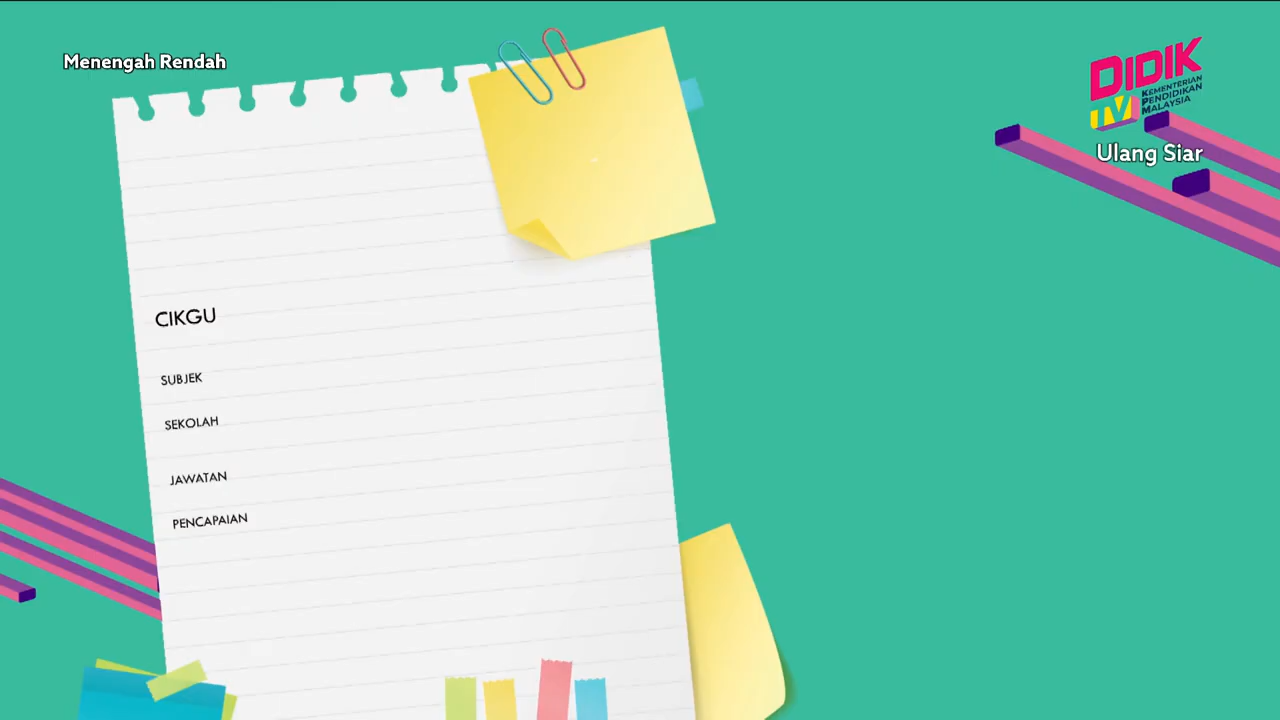 Menengah Rendah
DIDIK
TV
KEMENTERIAN
PENDIDIKAN
MALAYSIA
Ulang Siar
CIKGU
SUBJEK
SEKOLAH
JAWATAN
PENCAPAIAN